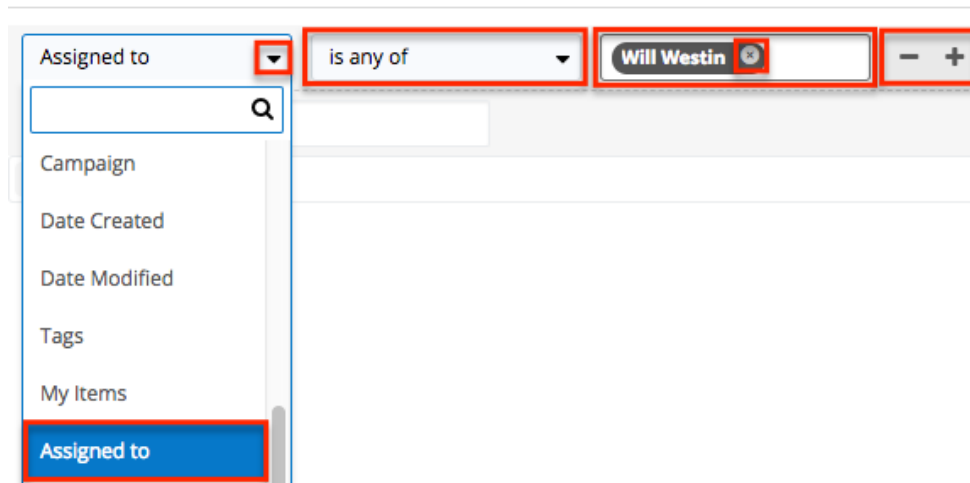 Assigned to
is any of
Will Westin
Campaign
Date Created
Date Modified
Tags
My Items
Assigned to